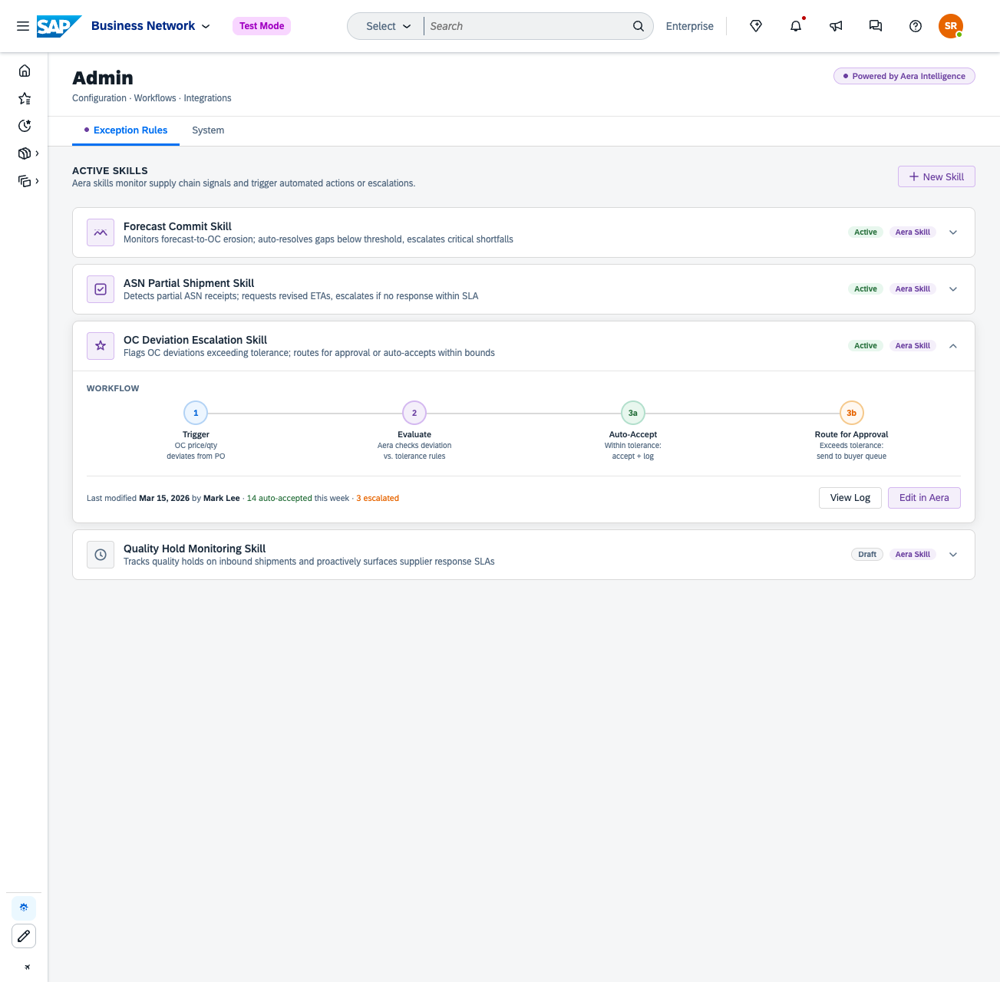 SAP Business Network Test Mode Select Search Enterprise SR
Admin
Powered by Aera Intelligence
Configuration · Workflows · Integrations
Exception Rules System
ACTIVE SKILLS
Aera skills monitor supply chain signals and trigger automated actions or escalations.
New Skill
Forecast Commit Skill
Monitors forecast-to-OC erosion; auto-resolves gaps below threshold, escalates critical shortfalls
Active Aera Skill
ASN Partial Shipment Skill
Detects partial ASN receipts; requests revised ETAs, escalates if no response within SLA
Active Aera Skill
OC Deviation Escalation Skill
Flags OC deviations exceeding tolerance; routes for approval or auto-accepts within bounds
Active Aera Skill
WORKFLOW
1
Trigger
OC price/qty
deviates from PO
2
Evaluate
Aera checks deviation
vs. tolerance rules
3a
Auto-Accept
Within tolerance:
accept + log
3b
Route for Approval
Exceeds tolerance:
send to buyer queue
Last modified Mar 15, 2026 by Mark Lee · 14 auto-accepted this week · 3 escalated
View Log Edit in Aera
Quality Hold Monitoring Skill
Tracks quality holds on inbound shipments and proactively surfaces supplier response SLAs
Draft Aera Skill